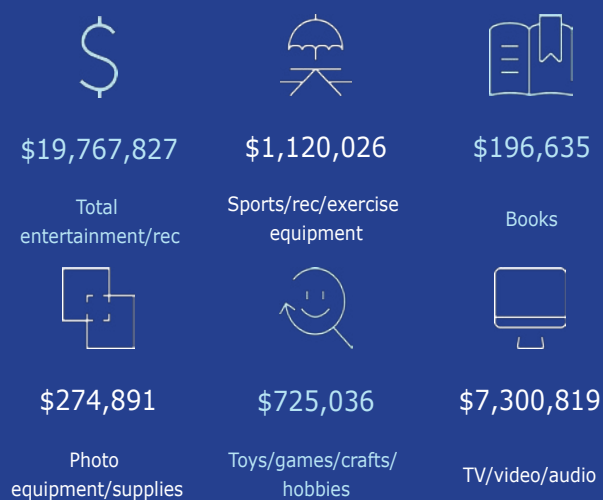 $19,767,827
Total
entertainment/rec
$1,120,026
Sports/rec/exercise
equipment
$196,635
Books
$274,891
Photo
equipment/supplies
$725,036
Toys/games/crafts/
hobbies
$7,300,819
TV/video/audio